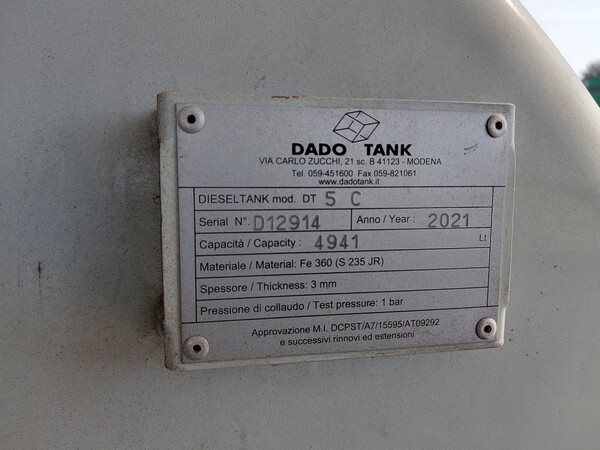 DADO TANK
VIA CARLO ZUCCHI, 21 sc. B 41123 - MODENA
Tel. 059-451600 Fax 059-821061
www.dadotank.it
DIESELTANK mod. DT 5 C
Serial N°. D12914 Anno / Year : 2021
Capacità / Capacity : 4941 Lt
Materiale / Material: Fe 360 (S 235 JR)
Spessore / Thickness: 3 mm
Pressione di collaudo / Test pressure: 1 bar
Approvazione M.I. DCPST/A7/15595/AT09292
e successivi rinnovi ed estensioni